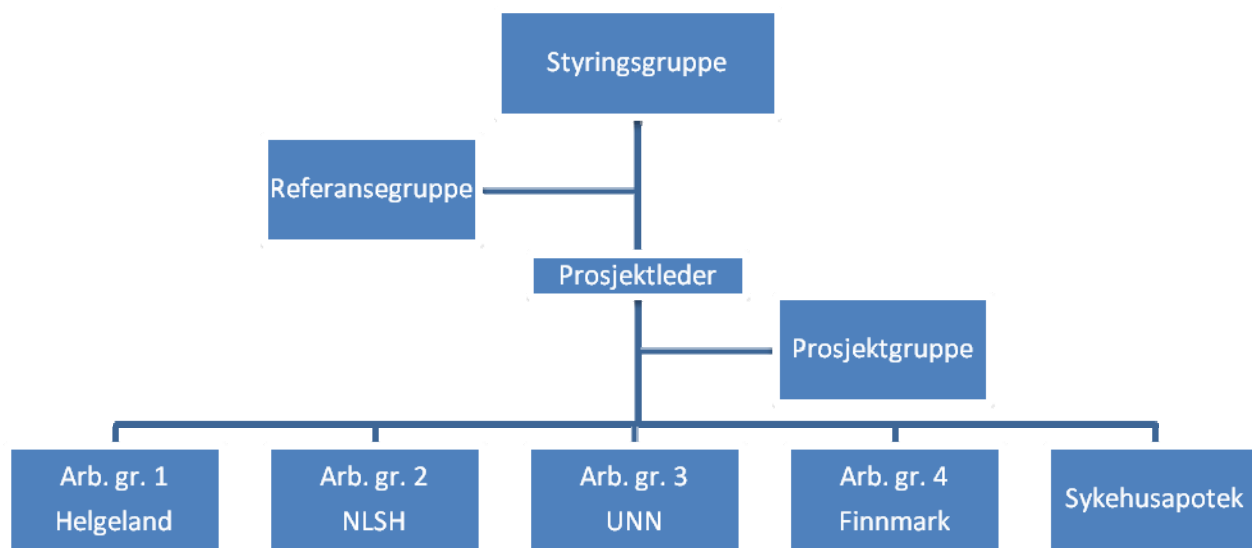 Styringsgruppe
Referansegruppe
Prosjektleder
Prosjektgruppe
Arb. gr. 1
Helgeland
Arb. gr. 2
NLSH
Arb. gr. 3
UNN
Arb. gr. 4
Finnmark
Sykehusapotek